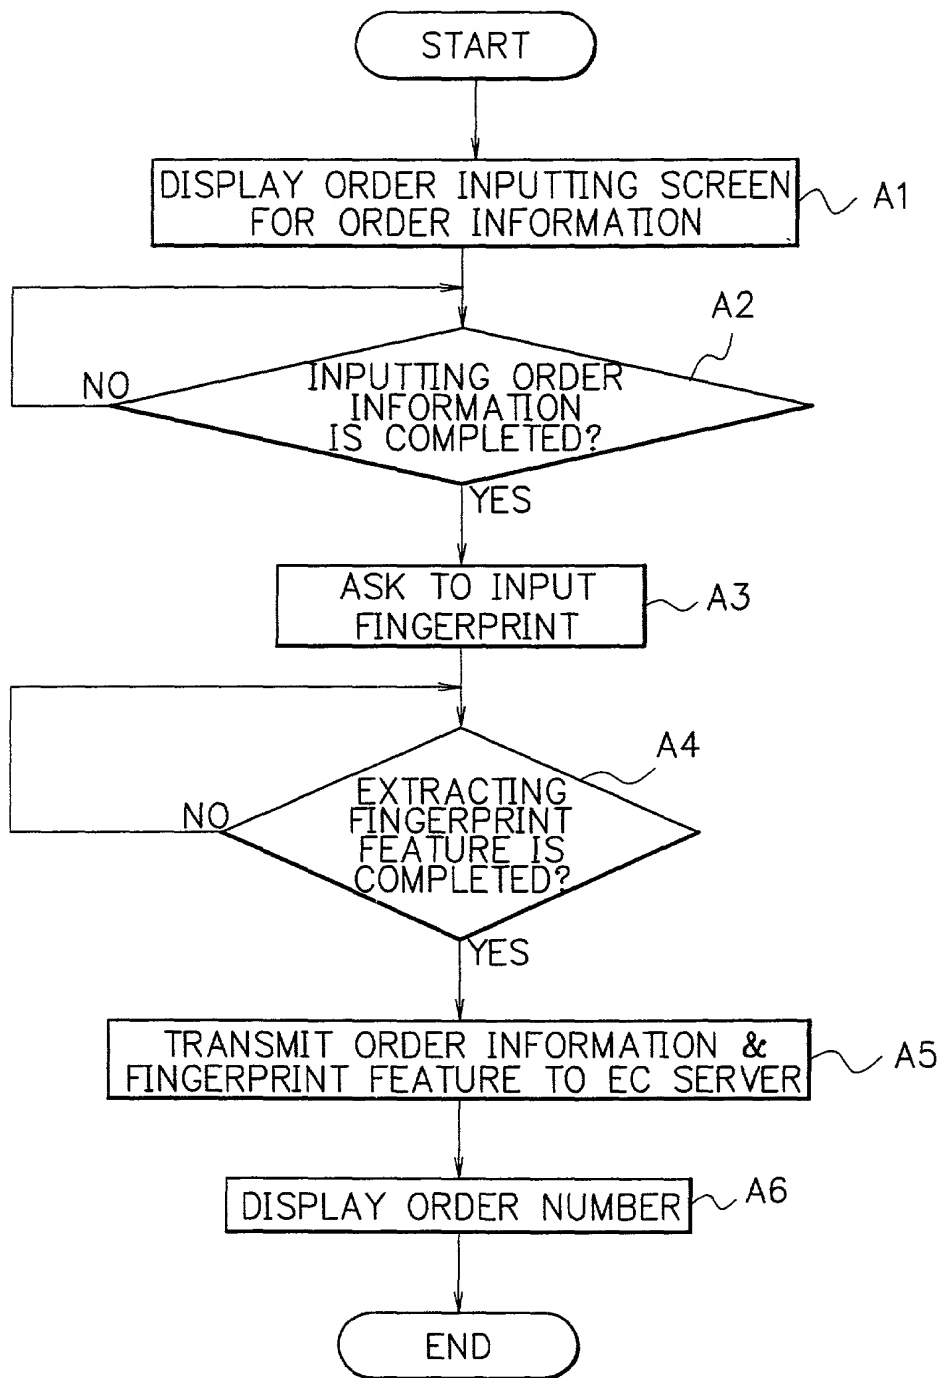 START
DISPLAY ORDER INPUTTING SCREEN
FOR ORDER INFORMATION
A1
A2
INPUTTING ORDER
INFORMATION
IS COMPLETED?
NO
YES
ASK TO INPUT
FINGERPRINT
A3
A4
EXTRACTING
FINGERPRINT
FEATURE IS
COMPLETED?
NO
YES
TRANSMIT ORDER INFORMATION &
FINGERPRINT FEATURE TO EC SERVER
A5
DISPLAY ORDER NUMBER
A6
END